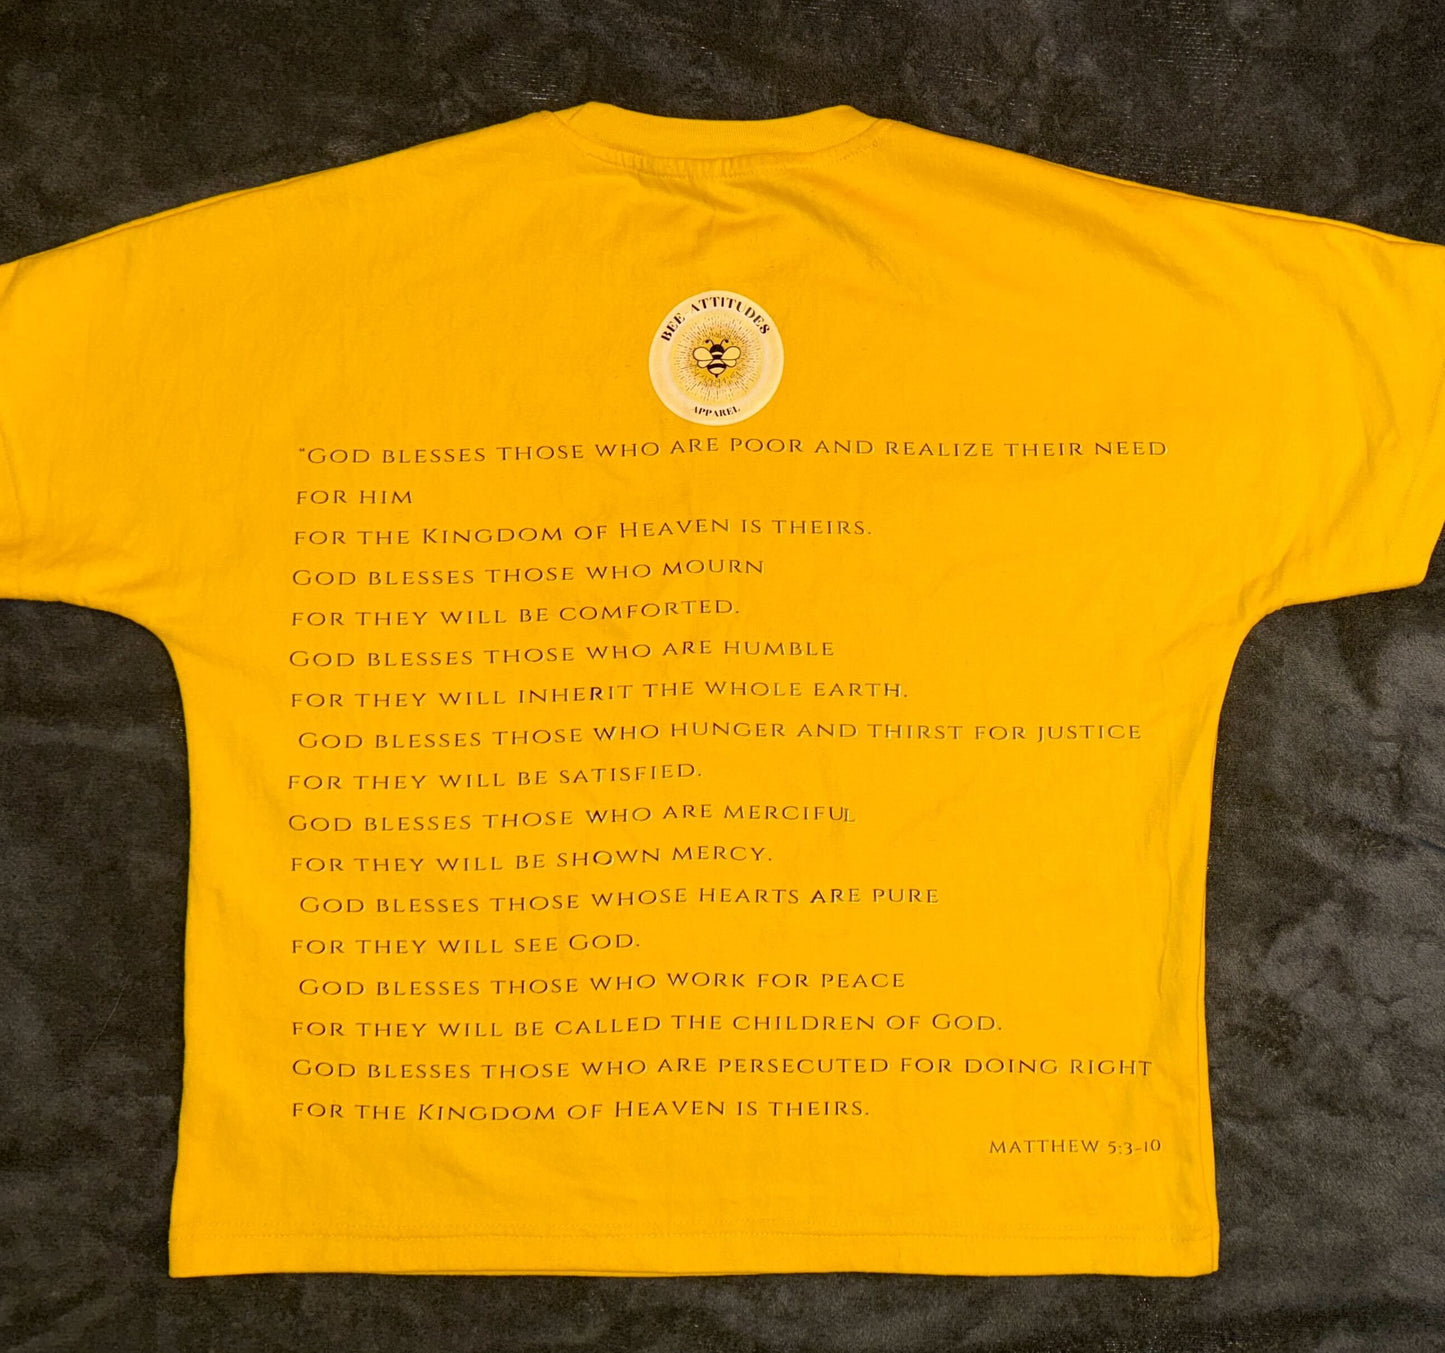 BEE ATTITUDES
APPAREL
"GOD BLESSES THOSE WHO ARE POOR AND REALIZE THEIR NEED
FOR HIM
FOR THE KINGDOM OF HEAVEN IS THEIRS.
GOD BLESSES THOSE WHO MOURN
FOR THEY WILL BE COMFORTED.
GOD BLESSES THOSE WHO ARE HUMBLE
FOR THEY WILL INHERIT THE WHOLE EARTH.
GOD BLESSES THOSE WHO HUNGER AND THIRST FOR JUSTICE
FOR THEY WILL BE SATISFIED.
GOD BLESSES THOSE WHO ARE MERCIFUL
FOR THEY WILL BE SHOWN MERCY.
GOD BLESSES THOSE WHOSE HEARTS ARE PURE
FOR THEY WILL SEE GOD.
GOD BLESSES THOSE WHO WORK FOR PEACE
FOR THEY WILL BE CALLED THE CHILDREN OF GOD.
GOD BLESSES THOSE WHO ARE PERSECUTED FOR DOING RIGHT
FOR THE KINGDOM OF HEAVEN IS THEIRS.
MATTHEW 5:3-10